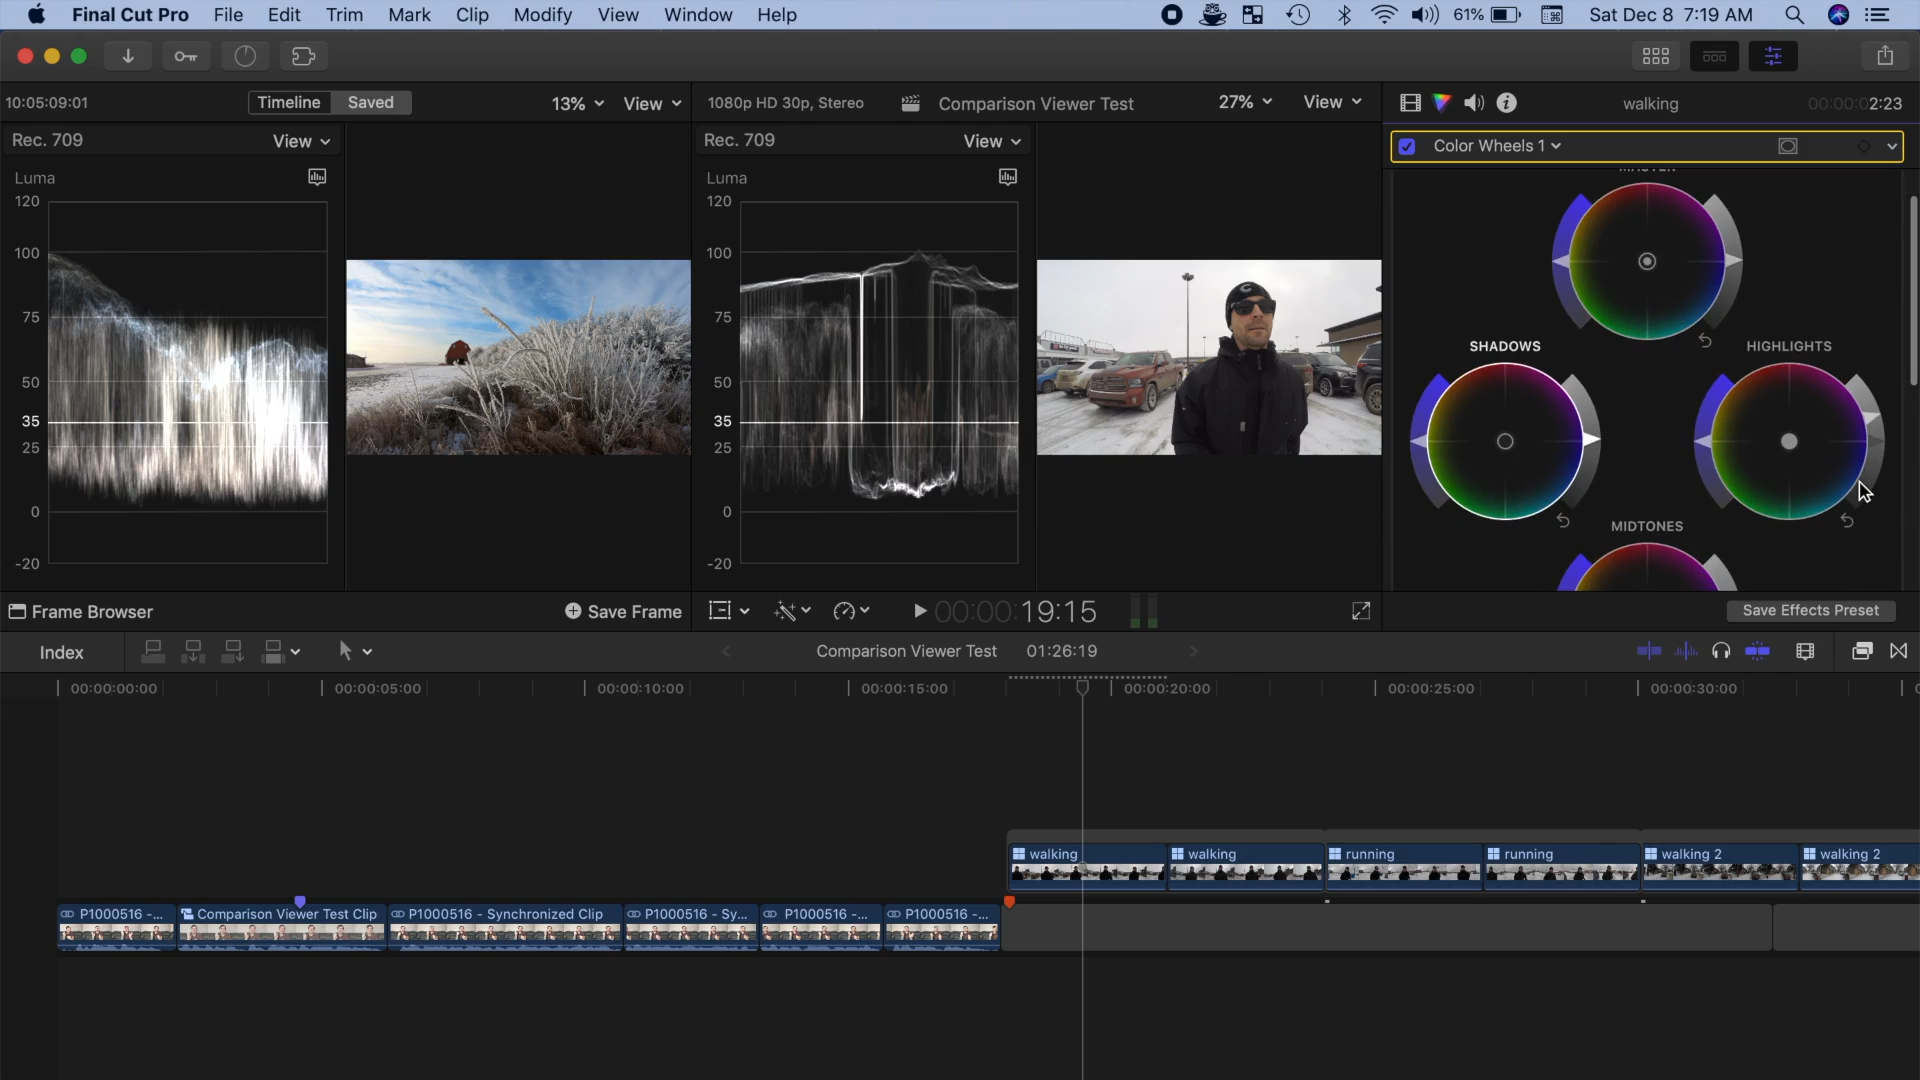 Final Cut Pro File Edit Trim Mark Clip Modify View Window Help 61% Sat Dec 8 7:19 AM
10:05:09:01 Timeline Saved 13% View 1080p HD 30p, Stereo Comparison Viewer Test 27% View walking 00:00:02:23
Rec. 709 View Rec. 709 View Color Wheels 1
MASTER
Luma Luma
120 120
100 100
75 75
50 50
35 35
25 25
0 0
-20 -20
SHADOWS HIGHLIGHTS
MIDTONES
Frame Browser Save Frame 00:00:19:15 Save Effects Preset
Index Comparison Viewer Test 01:26:19
00:00:00:00 00:00:05:00 00:00:10:00 00:00:15:00 00:00:20:00 00:00:25:00 00:00:30:00
walking walking running running walking 2 walking 2
P1000516 -... Comparison Viewer Test Clip P1000516 - Synchronized Clip P1000516 - Sy... P1000516 -... P1000516 -...